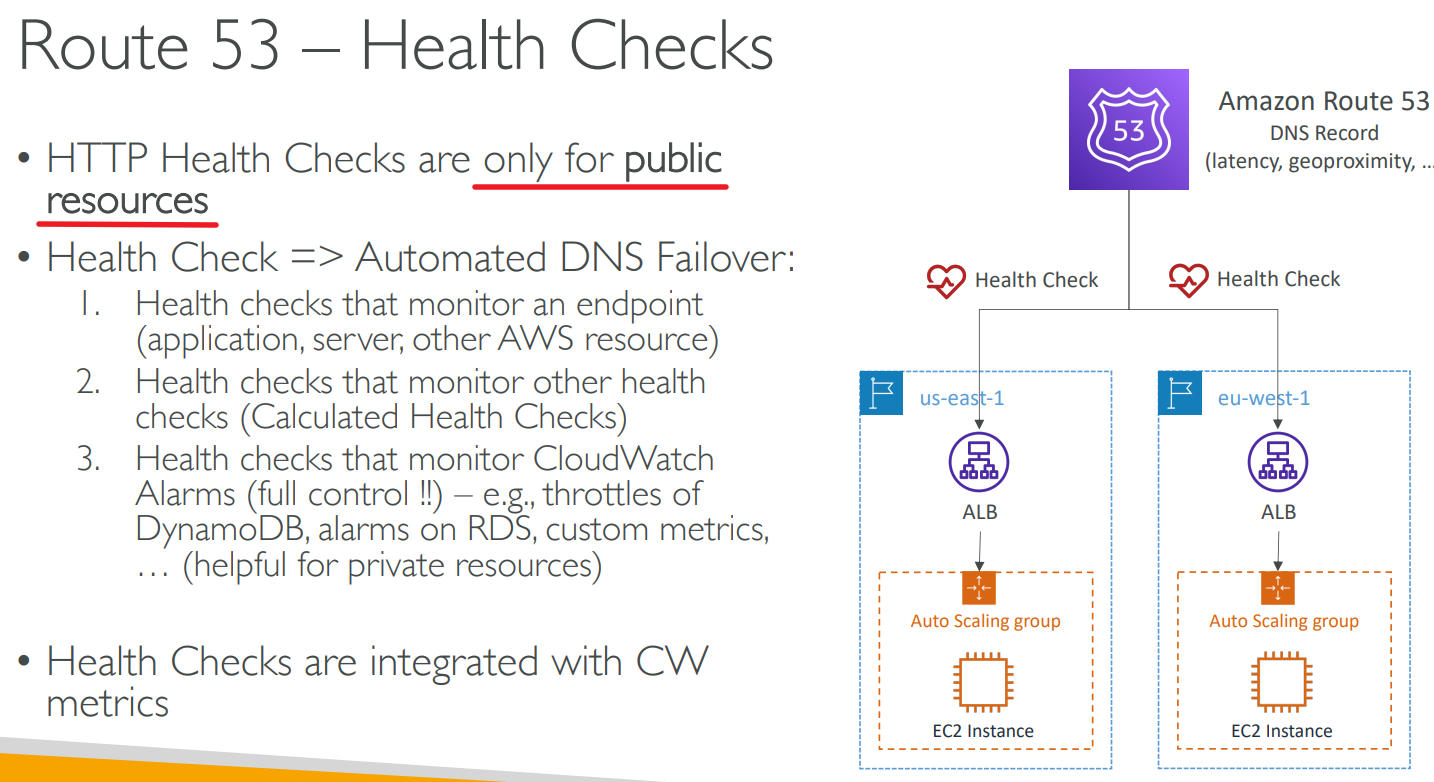 Route 53 – Health Checks
• HTTP Health Checks are only for public
resources
• Health Check => Automated DNS Failover:
1. Health checks that monitor an endpoint
(application, server, other AWS resource)
2. Health checks that monitor other health
checks (Calculated Health Checks)
3. Health checks that monitor CloudWatch
Alarms (full control !!) – e.g., throttles of
DynamoDB, alarms on RDS, custom metrics,
… (helpful for private resources)
• Health Checks are integrated with CW
metrics
53
Amazon Route 53
DNS Record
(latency, geoproximity, …
Health Check
Health Check
us-east-1
eu-west-1
ALB
ALB
Auto Scaling group
Auto Scaling group
EC2 Instance
EC2 Instance